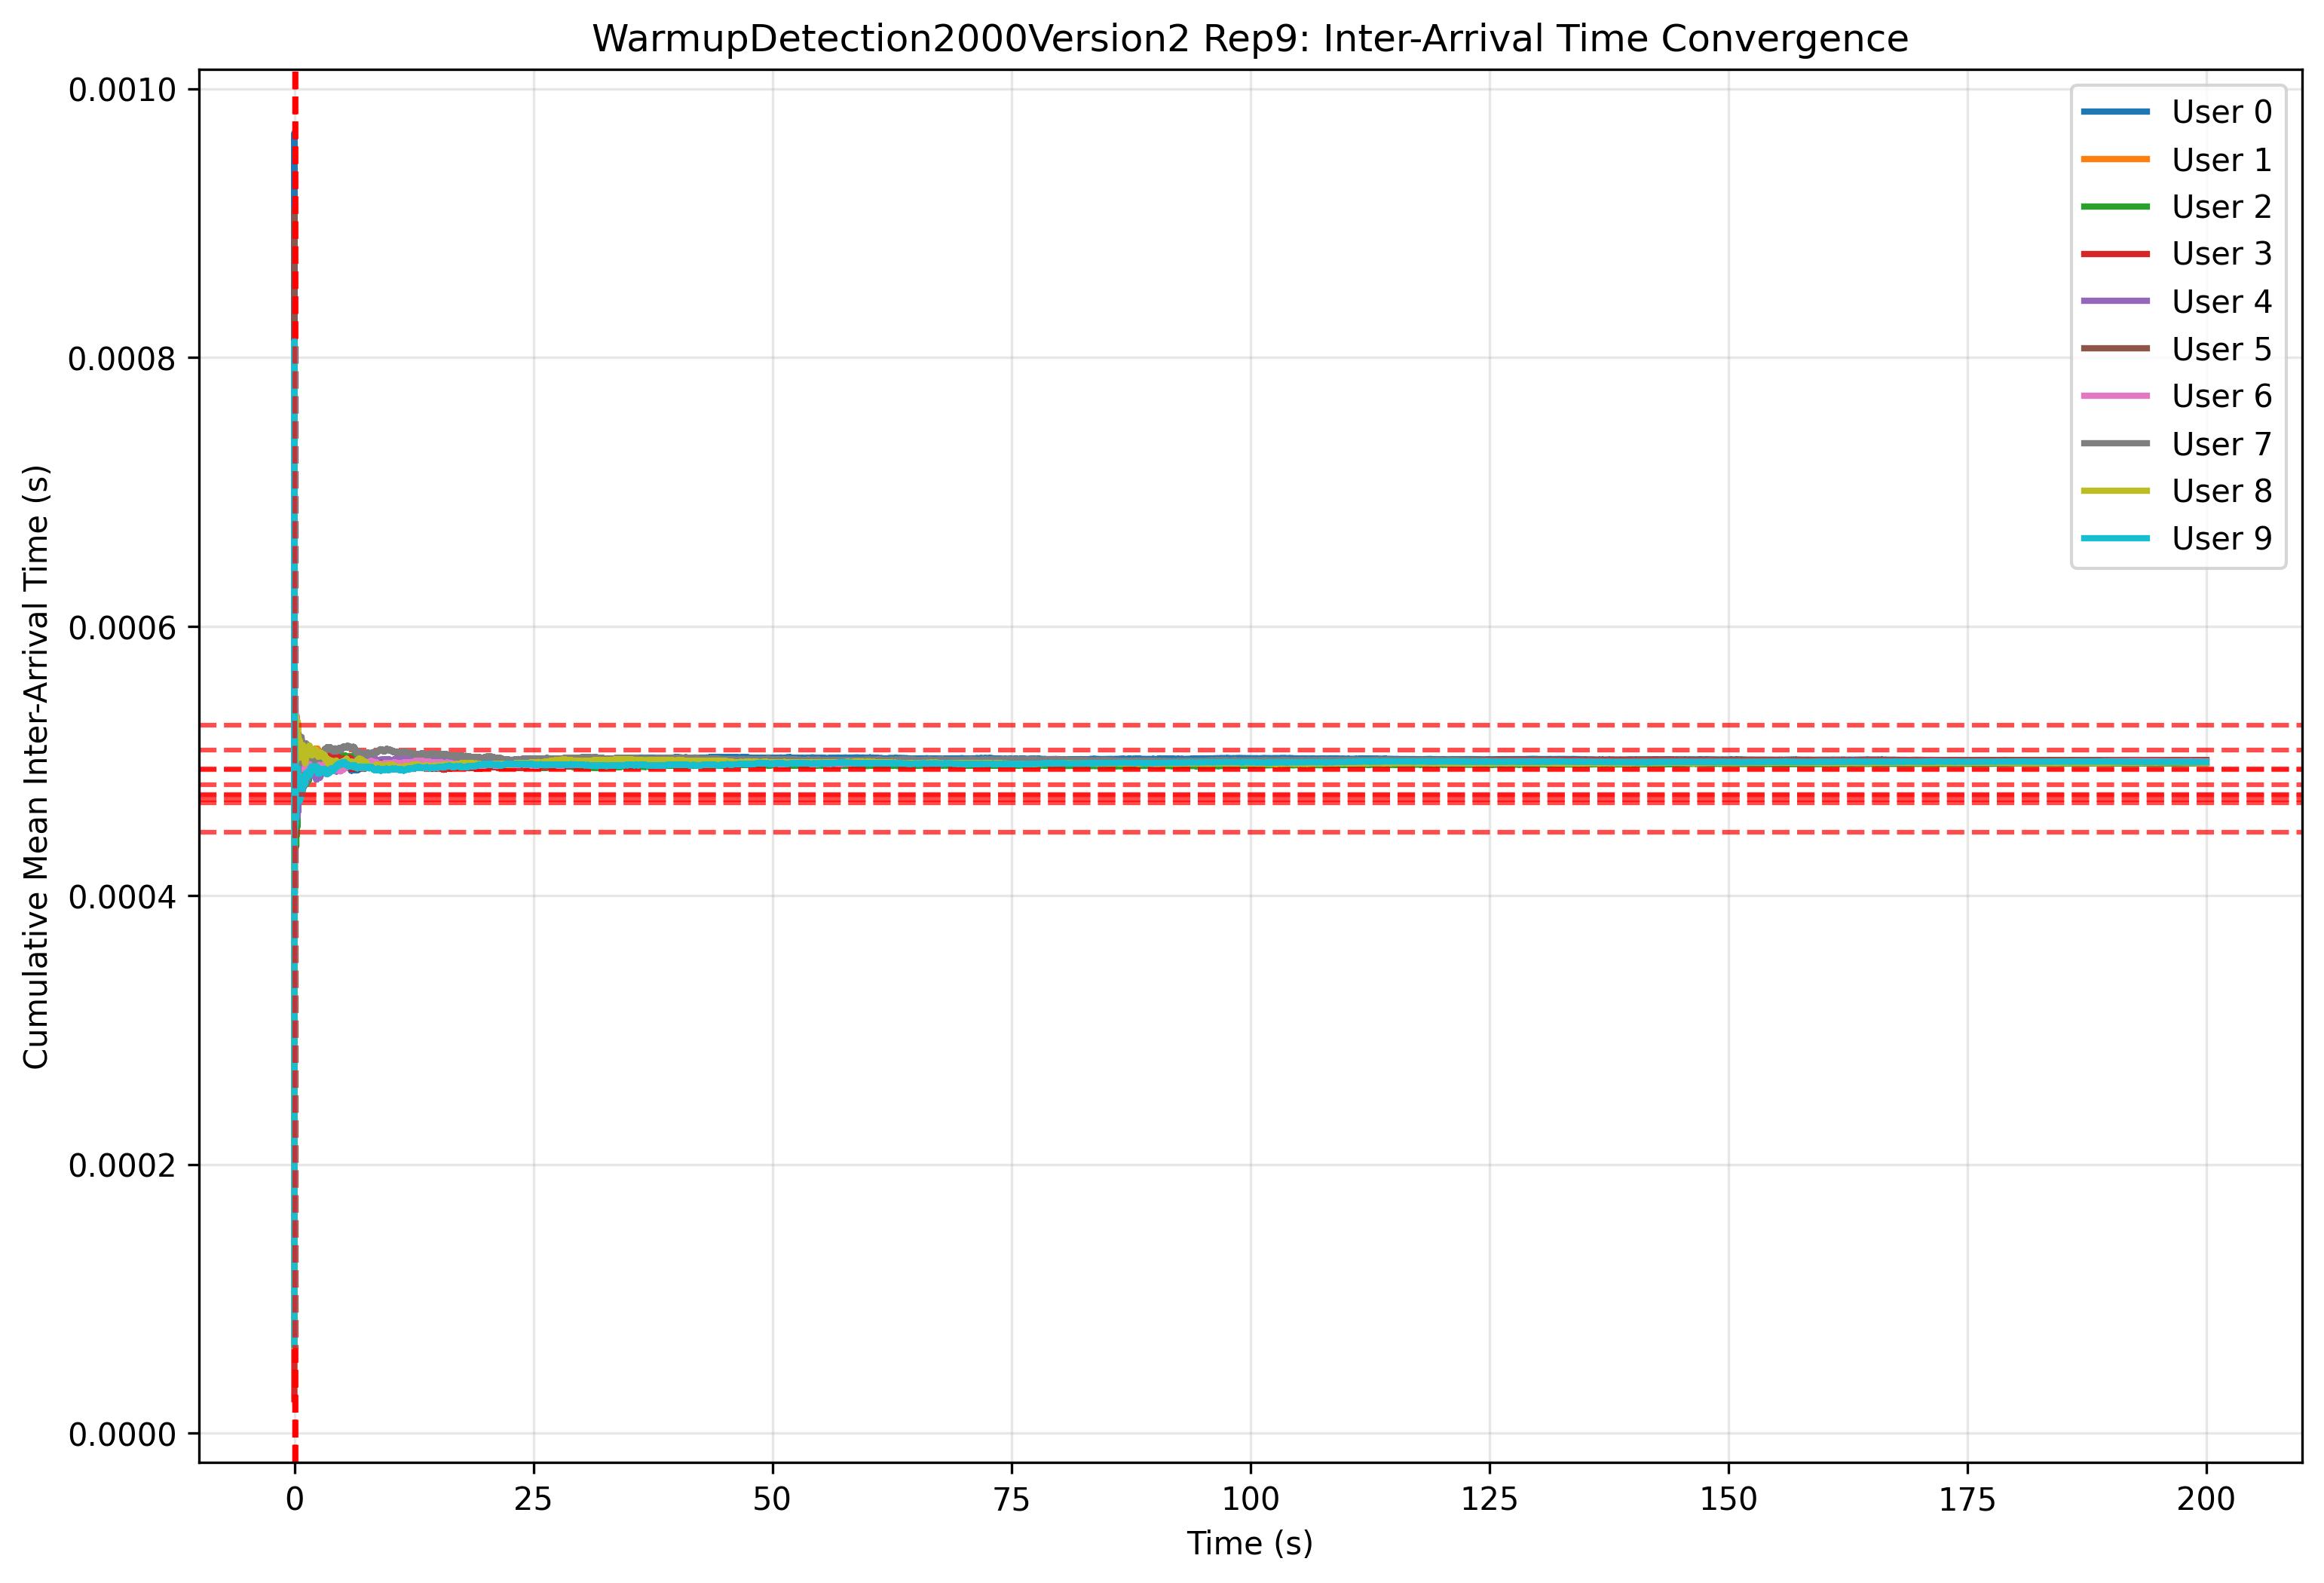 WarmupDetection2000Version2 Rep9: Inter-Arrival Time Convergence
Cumulative Mean Inter-Arrival Time (s)
0.0010
0.0008
0.0006
0.0004
0.0002
0.0000
User 0
User 1
User 2
User 3
User 4
User 5
User 6
User 7
User 8
User 9
0 25 50 75 100 125 150 175 200
Time (s)